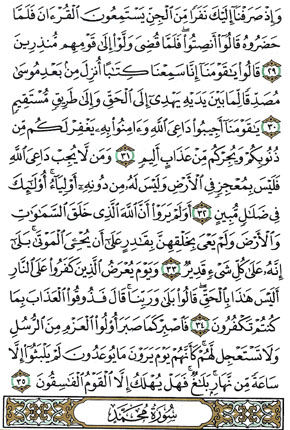 وَإِذْ صَرَفْنَآ إِلَيْكَ نَفَرًا مِّنَ ٱلْجِنِّ يَسْتَمِعُونَ ٱلْقُرْءَانَ فَلَمَّا
حَضَرُوهُ قَالُوٓا۟ أَنصِتُوا۟ فَلَمَّا قُضِىَ وَلَّوْا۟ إِلَىٰ قَوْمِهِم مُّنذِرِينَ
٢٩ قَالُوا۟ يَٰقَوْمَنَآ إِنَّا سَمِعْنَا كِتَٰبًا أُنزِلَ مِنۢ بَعْدِ مُوسَىٰ
مُصَدِّقًا لِّمَا بَيْنَ يَدَيْهِ يَهْدِىٓ إِلَى ٱلْحَقِّ وَإِلَىٰ طَرِيقٍ مُّسْتَقِيمٍ
٣٠ يَٰقَوْمَنَآ أَجِيبُوا۟ دَاعِىَ ٱللَّهِ وَءَامِنُوا۟ بِهِۦ يَغْفِرْ لَكُم مِّن
ذُنُوبِكُمْ وَيُجِرْكُم مِّنْ عَذَابٍ أَلِيمٍ ٣١ وَمَن لَّا يُجِبْ دَاعِىَ ٱللَّهِ
فَلَيْسَ بِمُعْجِزٍ فِى ٱلْأَرْضِ وَلَيْسَ لَهُۥ مِن دُونِهِۦٓ أَوْلِيَآءُ أُو۟لَٰٓئِكَ
فِى ضَلَٰلٍ مُّبِينٍ ٣٢ أَوَلَمْ يَرَوْا۟ أَنَّ ٱللَّهَ ٱلَّذِى خَلَقَ ٱلسَّمَٰوَٰتِ
وَٱلْأَرْضَ وَلَمْ يَعْىَ بِخَلْقِهِنَّ بِقَٰدِرٍ عَلَىٰٓ أَن يُحْۦِىَ ٱلْمَوْتَىٰ بَلَىٰٓ
إِنَّهُۥ عَلَىٰ كُلِّ شَىْءٍ قَدِيرٌ ٣٣ وَيَوْمَ يُعْرَضُ ٱلَّذِينَ كَفَرُوا۟ عَلَى ٱلنَّارِ
أَلَيْسَ هَٰذَا بِٱلْحَقِّ قَالُوا۟ بَلَىٰ وَرَبِّنَا قَالَ فَذُوقُوا۟ ٱلْعَذَابَ بِمَا
كُنتُمْ تَكْفُرُونَ ٣٤ فَٱصْبِرْ كَمَا صَبَرَ أُو۟لُوا۟ ٱلْعَزْمِ مِنَ ٱلرُّسُلِ
وَلَا تَسْتَعْجِل لَّهُمْ كَأَنَّهُمْ يَوْمَ يَرَوْنَ مَا يُوعَدُونَ لَمْ يَلْبَثُوٓا۟ إِلَّا
سَاعَةً مِّن نَّهَارٍۭ بَلَٰغٌ فَهَلْ يُهْلَكُ إِلَّا ٱلْقَوْمُ ٱلْفَٰسِقُونَ ٣٥
سُورَةُ مُحَمَّد